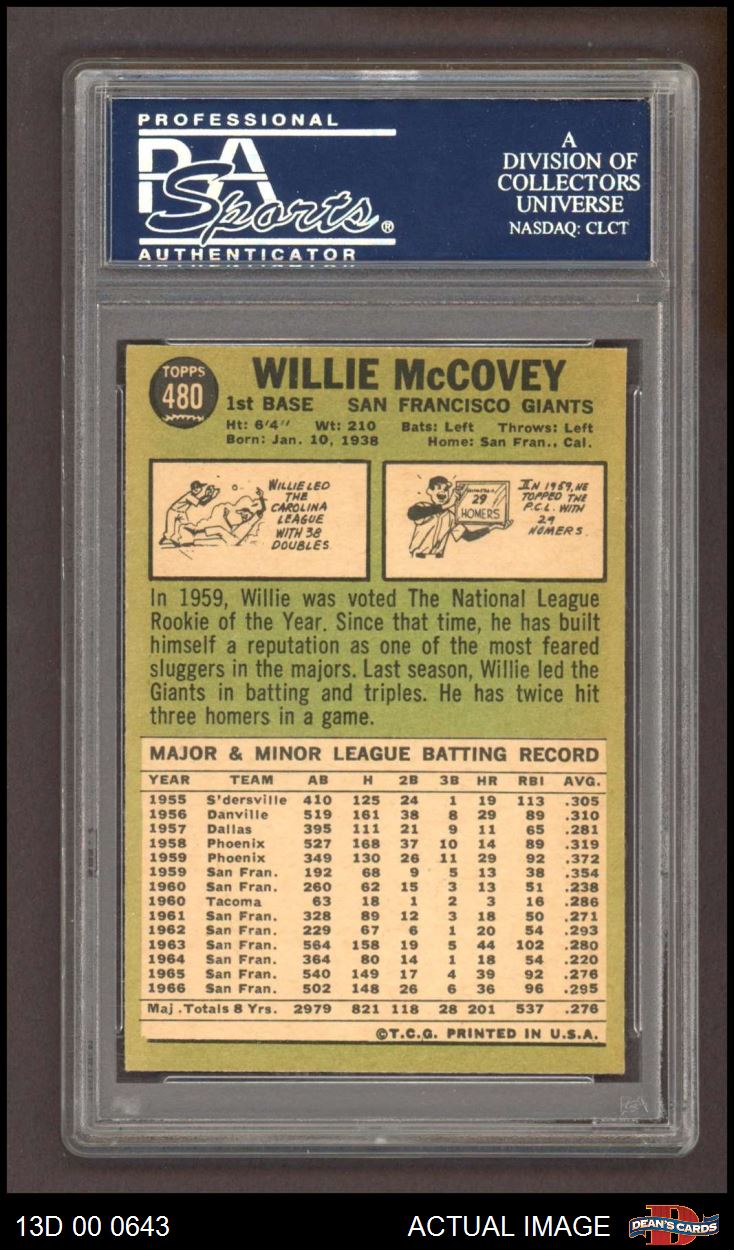 PROFESSIONAL
PSA
Sports®
AUTHENTICATOR
A
DIVISION OF
COLLECTORS
UNIVERSE
NASDAQ: CLCT
TOPPS
480
WILLIE McCOVEY
1st BASE SAN FRANCISCO GIANTS
Ht: 6'4" Wt: 210 Bats: Left Throws: Left
Born: Jan. 10, 1938 Home: San Fran., Cal.
WILLIE LED
THE
CAROLINA
LEAGUE
WITH 38
DOUBLES
29
HOMERS
IN 1959, HE
TOPPED THE
P.C.L. WITH
29
HOMERS.
In 1959, Willie was voted The National League
Rookie of the Year. Since that time, he has built
himself a reputation as one of the most feared
sluggers in the majors. Last season, Willie led the
Giants in batting and triples. He has twice hit
three homers in a game.
MAJOR & MINOR LEAGUE BATTING RECORD
YEAR TEAM AB H 2B 3B HR RBI AVG.
1955 S'dersville 410 125 24 1 19 113 .305
1956 Danville 519 161 38 8 29 89 .310
1957 Dallas 395 111 21 9 11 65 .281
1958 Phoenix 527 168 37 10 14 89 .319
1959 Phoenix 349 130 26 11 29 92 .372
1959 San Fran. 192 68 9 5 13 38 .354
1960 San Fran. 260 62 15 3 13 51 .238
1960 Tacoma 63 18 1 2 3 16 .286
1961 San Fran. 328 89 12 3 18 50 .271
1962 San Fran. 229 67 6 1 20 54 .293
1963 San Fran. 564 158 19 5 44 102 .280
1964 San Fran. 364 80 14 1 18 54 .220
1965 San Fran. 540 149 17 4 39 92 .276
1966 San Fran. 502 148 26 6 36 96 .295
Maj. Totals 8 Yrs. 2979 821 118 28 201 537 .276
©T.C.G. PRINTED IN U.S.A.
13D 00 0643 ACTUAL IMAGE
DEAN'S CARDS